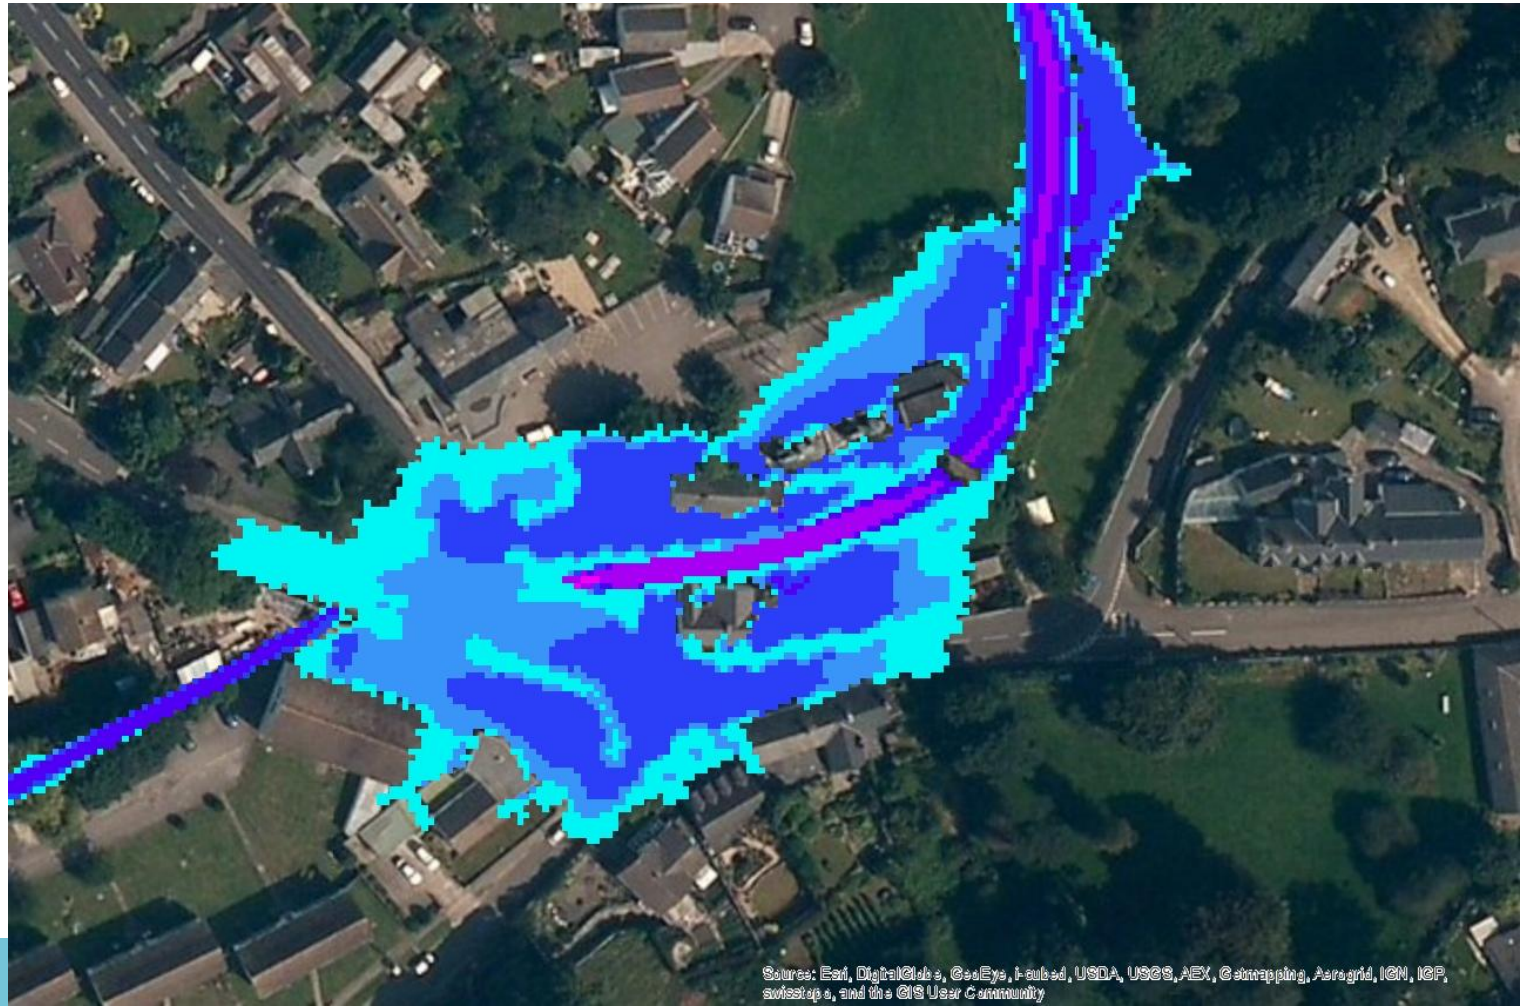 Source: Esri, DigitalGlobe, GeoEye, i-cubed, USDA, USGS, AEX, Getmapping, Aerogrid, IGN, IGP,
swisstopo, and the GIS User Community